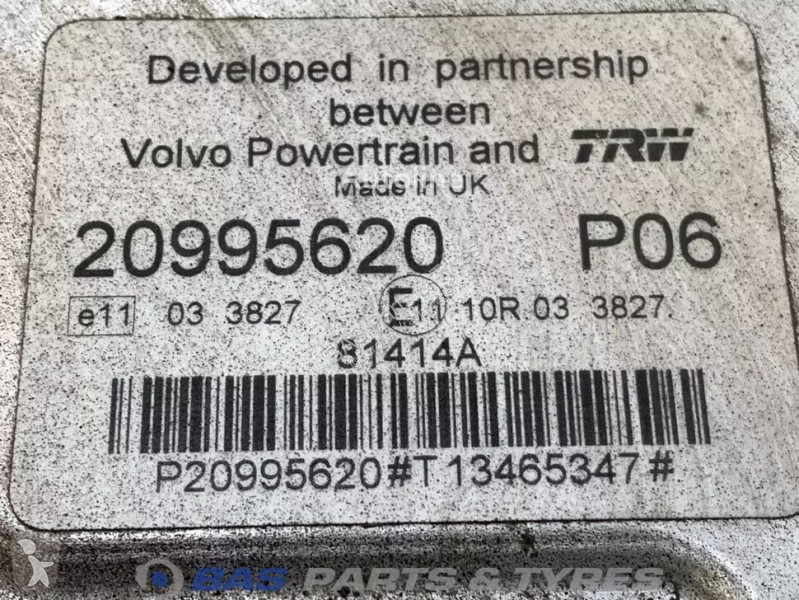 Developed in partnership
between
Volvo Powertrain and TRW
Made in UK
20995620 P06
e11 03 3827 E11 10R 03 3827.
81414A
P20995620#T13465347#
BAS PARTS & TYRES